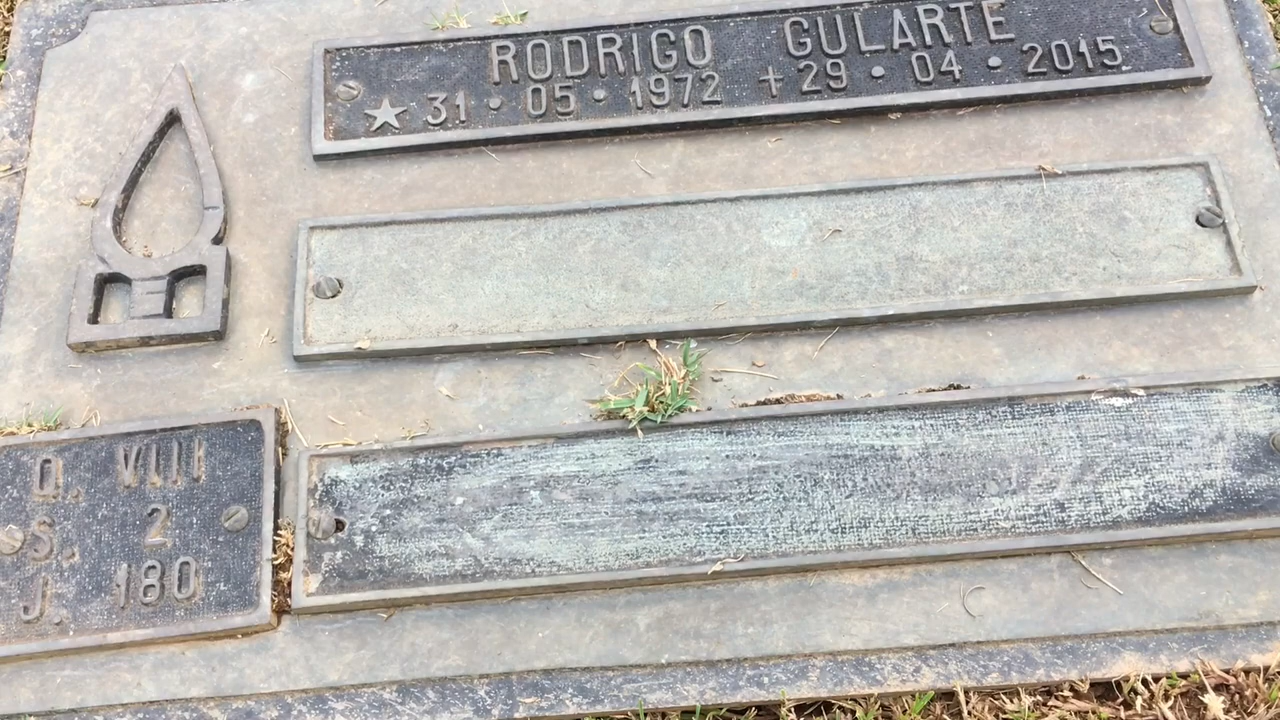 RODRIGO GULARTE
★ 31 • 05 • 1972 + 29 • 04 • 2015
Q. VIII
S. 2
J. 180